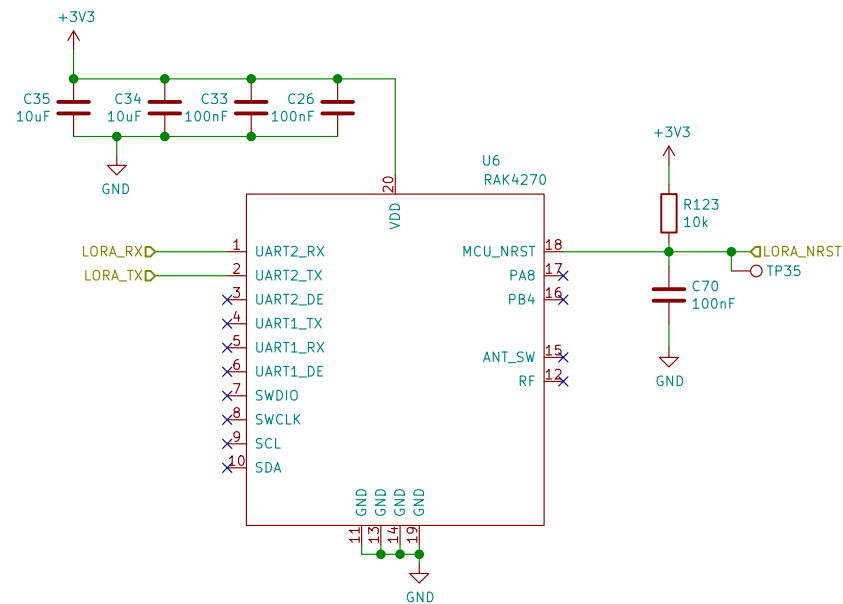 +3V3
C35
10uF
C34
10uF
C33
100nF
C26
100nF
GND
+3V3
U6
RAK4270
20
VDD
R123
10k
LORA_RX
1
UART2_RX
MCU_NRST
18
LORA_NRST
LORA_TX
2
UART2_TX
PA8
17
TP35
3
UART2_DE
PB4
16
C70
100nF
4
UART1_TX
5
UART1_RX
ANT_SW
15
6
UART1_DE
RF
12
GND
7
SWDIO
8
SWCLK
9
SCL
10
SDA
GND
GND
GND
GND
11
13
14
19
GND